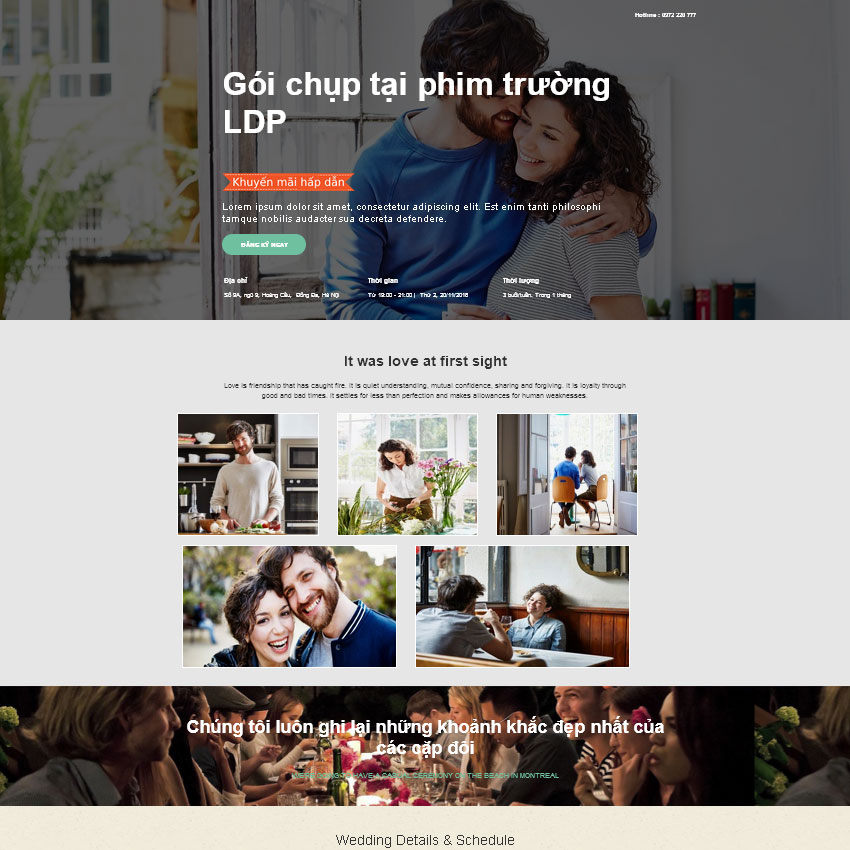 Hotline : 0972 220 777
Gói chụp tại phim trường
LDP
Khuyến mãi hấp dẫn
Lorem ipsum dolor sit amet, consectetur adipiscing elit. Est enim tanti philosophi
tamque nobilis audacter sua decreta defendere.
ĐĂNG KÝ NGAY
Địa chỉ
Thời gian
Thời lượng
Số 9A, ngõ 9, Hoàng Cầu, Đống Đa, Hà Nội
Từ 19:00 - 21:00 | Thứ 2, 20/11/2016
3 buổi/tuần. Trong 1 tháng
It was love at first sight
Love is friendship that has caught fire. It is quiet understanding, mutual confidence, sharing and forgiving. It is loyalty through
good and bad times. It settles for less than perfection and makes allowances for human weaknesses.
Chúng tôi luôn ghi lại những khoảnh khắc đẹp nhất của
các cặp đôi
HAVE A CASUAL CEREMONY ON THE BEACH IN MONTREAL
Wedding Details & Schedule